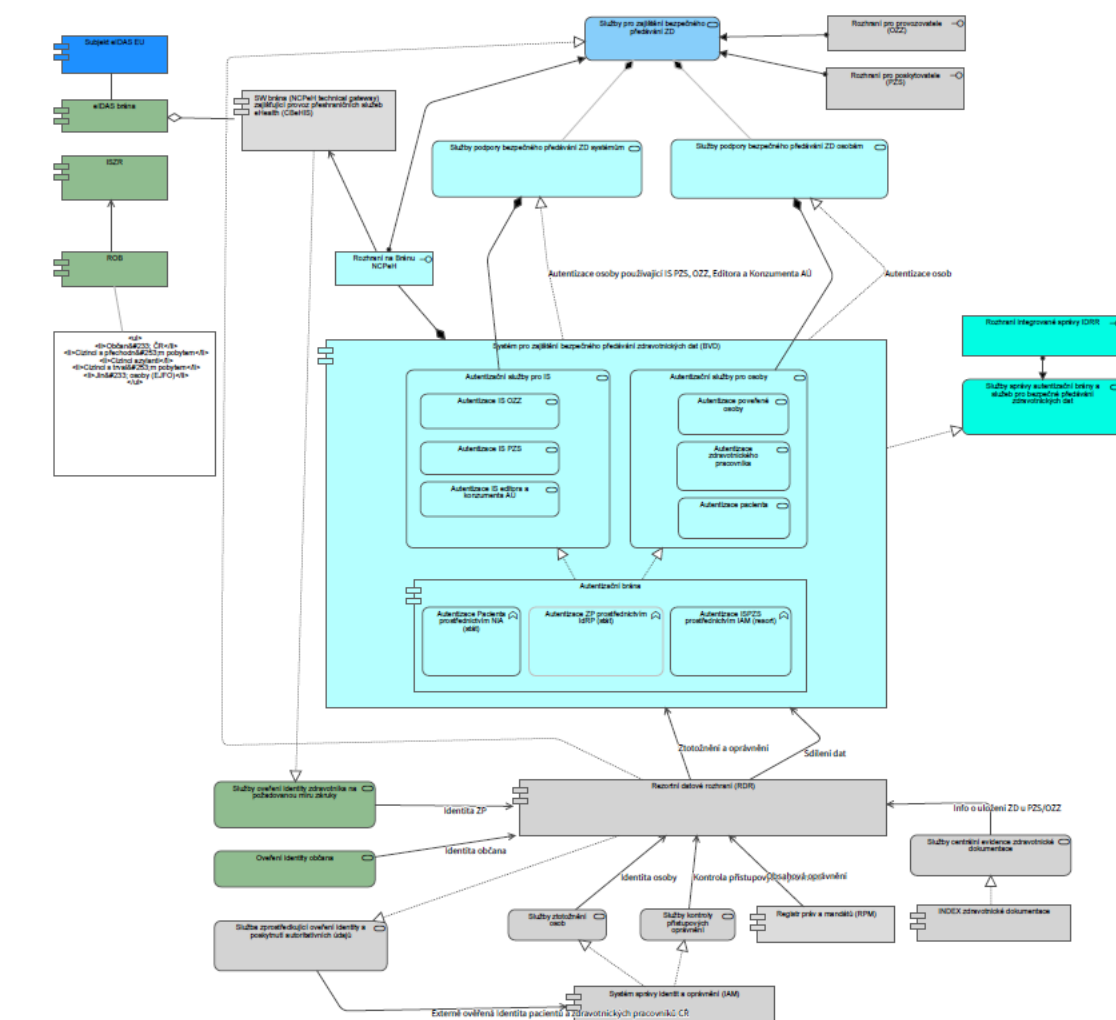 Služby pro zajištění bezpečného
předávání ZD
Rozhraní pro provozovatele
(OZZ)
Rozhraní pro poskytovatele
(PZS)
Subjekt eIDAS EU
eIDAS brána
SW brána (NCPeH technical gateway)
zajišťující provoz přeshraničních služeb
eHealth (CBeHIS)
ISZR
Služby podpory bezpečného předávání ZD systémům
Služby podpory bezpečného předávání ZD osobám
ROB
Rozhraní na Bránu
NCPeH
Autentizace osoby používající IS PZS, OZZ, Editora a Konzumenta AÚ
Autentizace osob
<ul>
<li>Občan&#233; ČR</li>
<li>Cizinci s přechodn&#253;m pobytem</li>
<li>Cizinci azylanti</li>
<li>Cizinci s trval&#253;m pobytem</li>
<li>Jin&#233; osoby (EJFO)</li>
</ul>
Rozhraní integrované správy IDRR
Služby správy autentizační brány a
služeb pro bezpečné předávání
zdravotnických dat
Systém pro zajištění bezpečného předávání zdravotnických dat (BVD)
Autentizační služby pro IS
Autentizace IS OZZ
Autentizace IS PZS
Autentizace IS editora a
konzumenta AÚ
Autentizační služby pro osoby
Autentizace pověřené
osoby
Autentizace
zdravotnického
pracovníka
Autentizace pacienta
Autentizační brána
Autentizace Pacienta
prostřednictvím NIA
(stát)
Autentizace ZP prostřednictvím
IdRP (stát)
Autentizace ISPZS
prostřednictvím IAM (resort)
Ztotožnění a oprávnění
Sdílení dat
Služby ověření identity zdravotníka na
požadovanou míru záruky
Identita ZP
Rezortní datové rozhraní (RDR)
Info o uložení ZD u PZS/OZZ
Ověření identity občana
Identita občana
Služby centrální evidence zdravotnické
dokumentace
Identita osoby
Kontrola přístupový
Obsahové oprávnění
Služba zprostředkující ověření identity a
poskytnutí autoritativních údajů
Služby ztotožnění
osob
Služby kontroly
přístupových
oprávnění
Registr práv a mandátů (RPM)
INDEX zdravotnické dokumentace
Systém správy identit a oprávnění (IAM)
Externě ověřená identita pacientů a zdravotnických pracovníků ČR